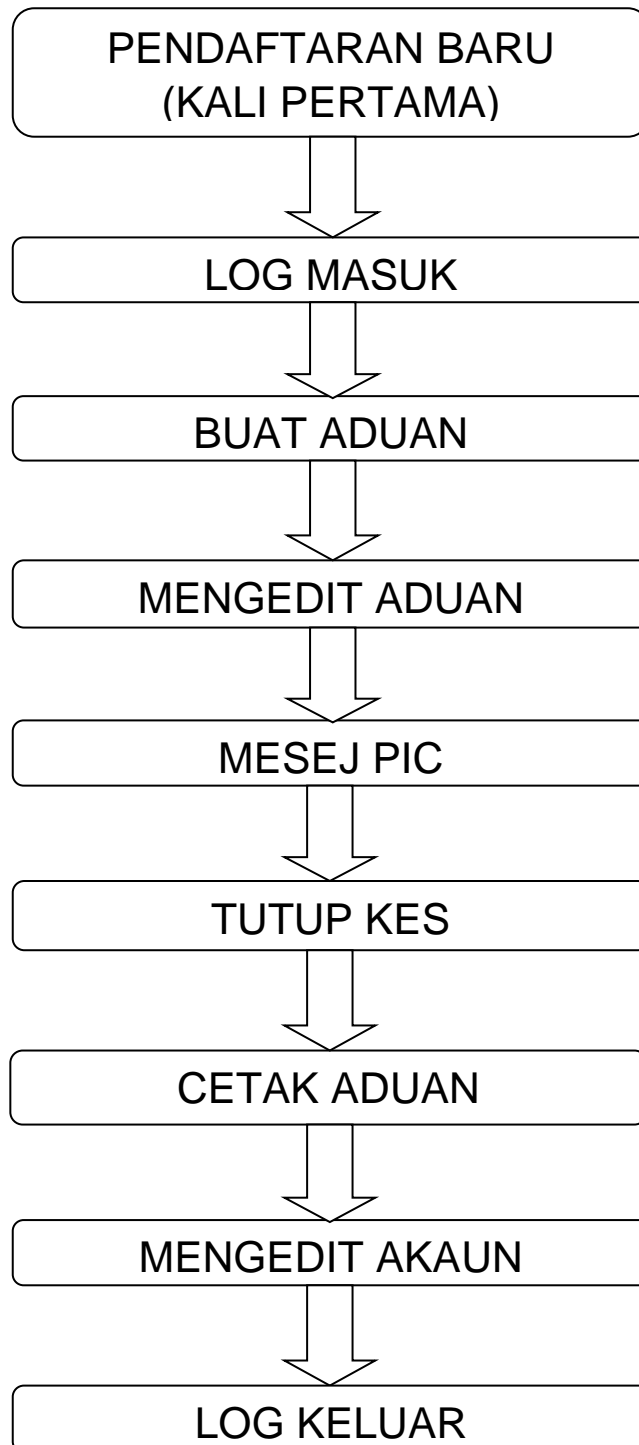 PENDAFTARAN BARU
(KALI PERTAMA)
LOG MASUK
BUAT ADUAN
MENGEDIT ADUAN
MESEJ PIC
TUTUP KES
CETAK ADUAN
MENGEDIT AKAUN
LOG KELUAR